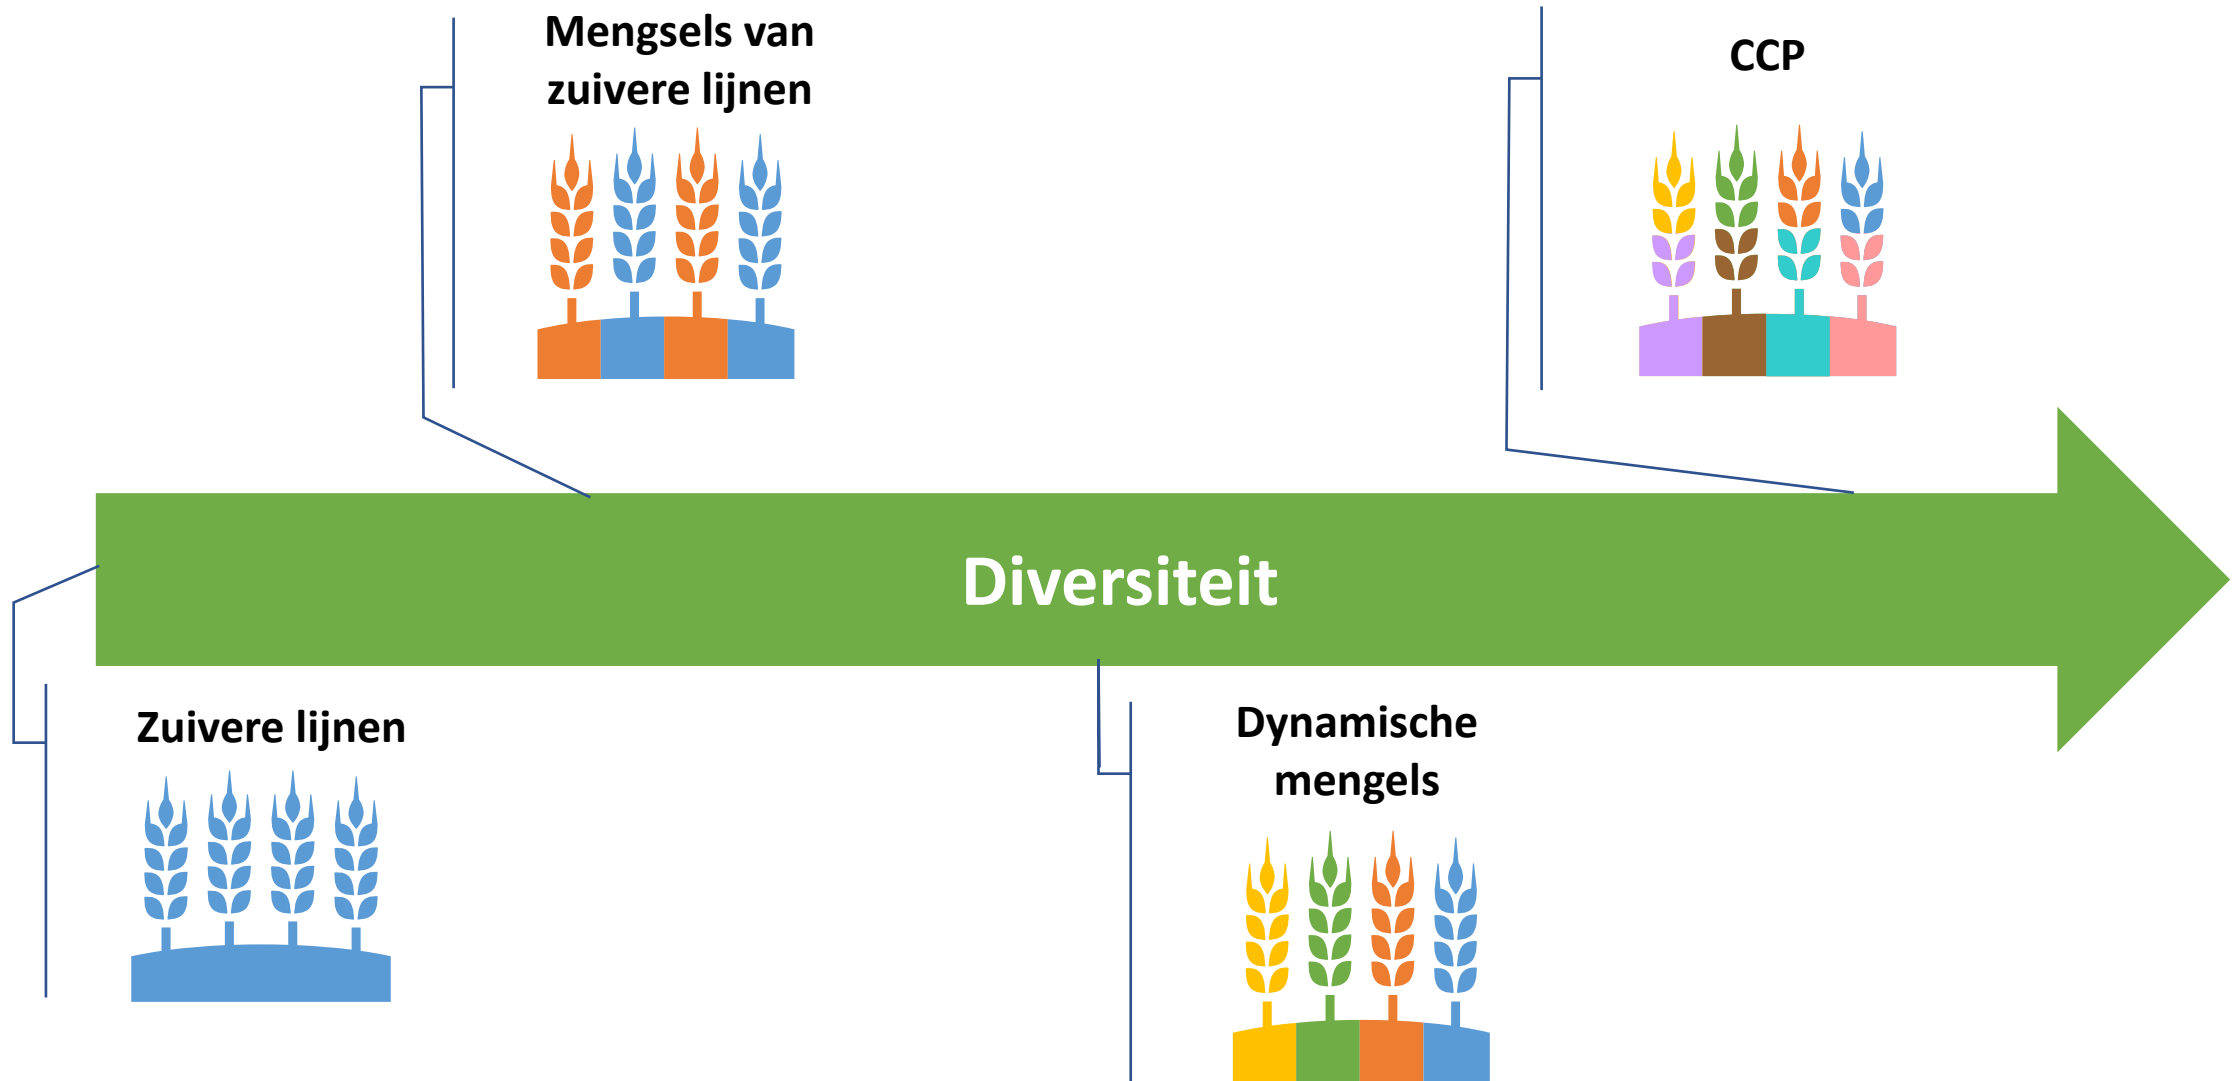 Mengsels van
zuivere lijnen
CCP
Diversiteit
Zuivere lijnen
Dynamische
mengels